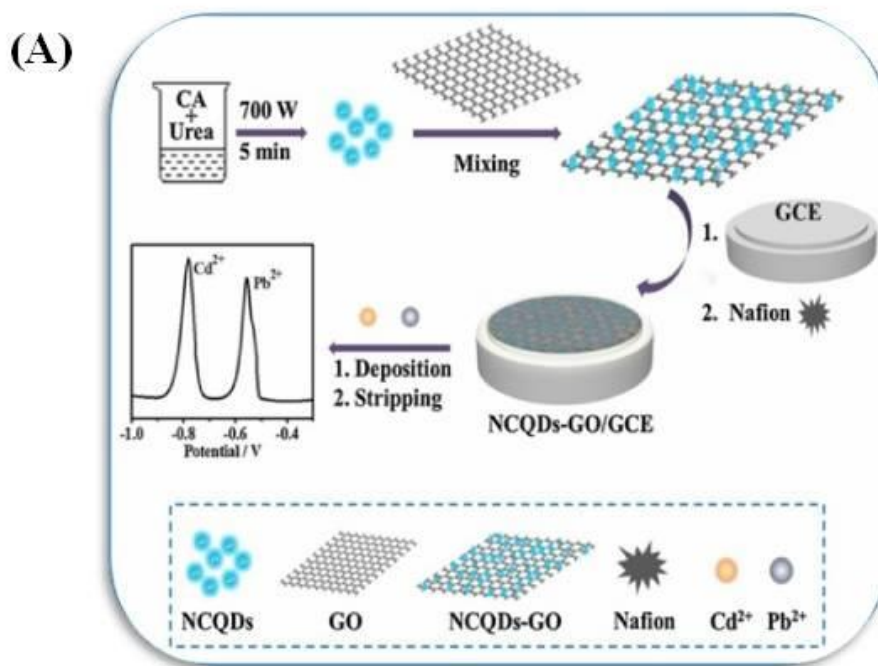 (A)
CA
+
Urea
700 W
5 min
Mixing
GCE
1.
2. Nafion
Cd²⁺
Pb²⁺
1. Deposition
2. Stripping
NCQDs-GO/GCE
-1.0 -0.8 -0.6 -0.4
Potential / V
NCQDs GO NCQDs-GO Nafion Cd²⁺ Pb²⁺